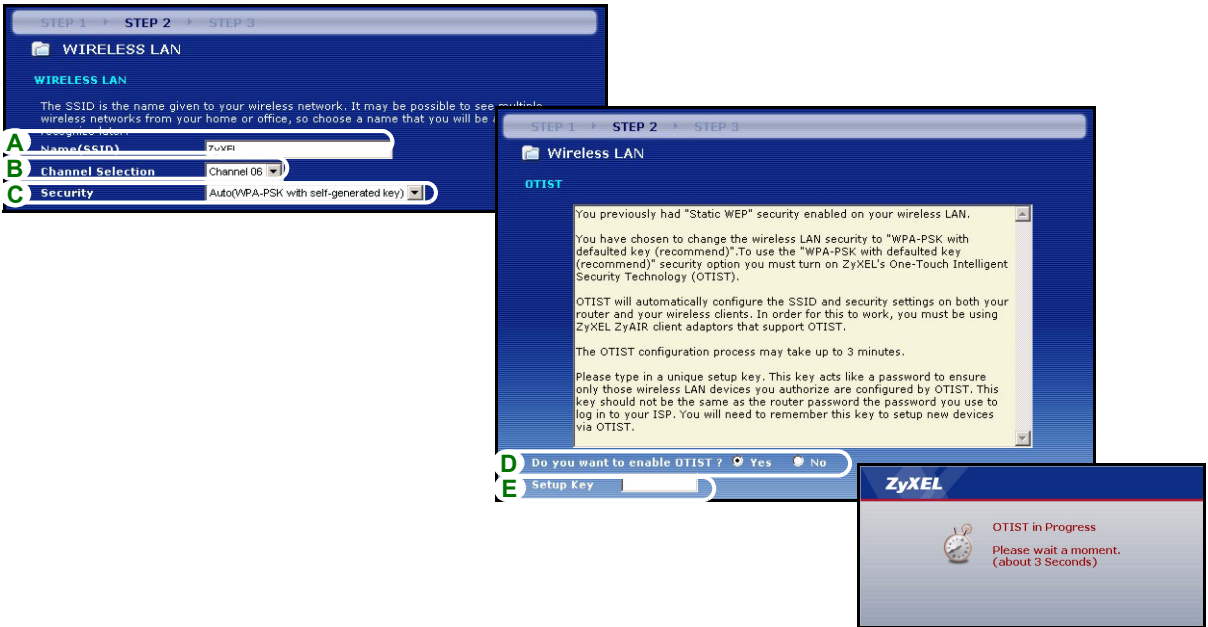 STEP 1 STEP 2 STEP 3
WIRELESS LAN
WIRELESS LAN
The SSID is the name given to your wireless network. It may be possible to see multiple
wireless networks from your home or office, so choose a name that you will be
recognize later.
A Name(SSID) ZyXEL
B Channel Selection Channel 06
C Security Auto(WPA-PSK with self-generated key)
STEP 1 STEP 2 STEP 3
Wireless LAN
OTIST
You previously had "Static WEP" security enabled on your wireless LAN.
You have chosen to change the wireless LAN security to "WPA-PSK with
defaulted key (recommend)".To use the "WPA-PSK with defaulted key
(recommend)" security option you must turn on ZyXEL's One-Touch Intelligent
Security Technology (OTIST).
OTIST will automatically configure the SSID and security settings on both your
router and your wireless clients. In order for this to work, you must be using
ZyXEL ZyAIR client adaptors that support OTIST.
The OTIST configuration process may take up to 3 minutes.
Please type in a unique setup key. This key acts like a password to ensure
only those wireless LAN devices you authorize are configured by OTIST. This
key should not be the same as the router password the password you use to
log in to your ISP. You will need to remember this key to setup new devices
via OTIST.
D Do you want to enable OTIST ? Yes No
E Setup Key
ZyXEL
OTIST in Progress
Please wait a moment.
(about 3 Seconds)